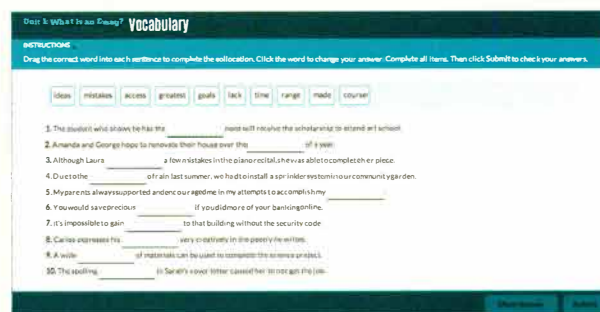 Unit 1: What Is an Essay? Vocabulary
INSTRUCTIONS
Drag the correct word into each sentence to complete the collocation. Click the word to change your answer. Complete all items. Then click Submit to check your answers.
ideas mistakes access greatest goals lack time range made course
1. The student who shows he has the need will receive the scholarship to attend art school.
2. Amanda and George hope to renovate their house over the of a year.
3. Although Laura a few mistakes in the piano recital, she was able to complete her piece.
4. Due to the of rain last summer, we had to install a sprinkler system in our community garden.
5. My parents always supported and encouraged me in my attempts to accomplish my .
6. You would save precious if you did more of your banking online.
7. It's impossible to gain to that building without the security code
8. Carlos expresses his very creatively in the poetry he writes.
9. A wide of materials can be used to complete the science project.
10. The spelling in Sarah's cover letter caused her to not get the job.
Submit